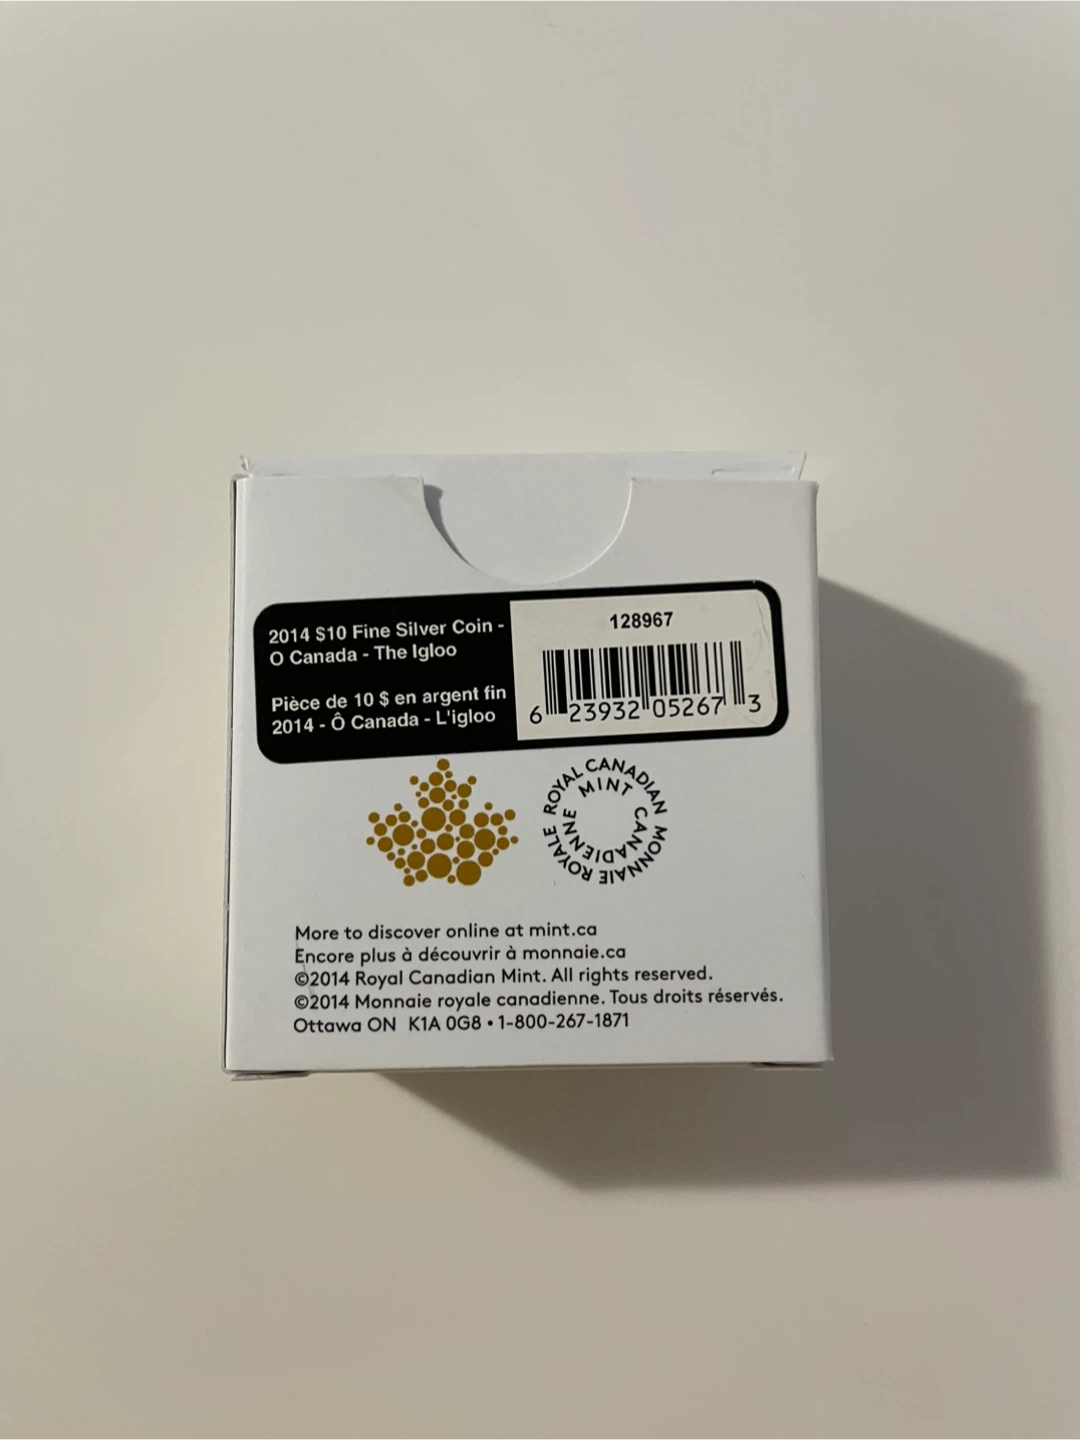 2014 $10 Fine Silver Coin -
O Canada - The Igloo
Pièce de 10 $ en argent fin
2014 - Ô Canada - L'igloo
128967
6 23932 05267 3
ROYAL CANADIAN MINT
MONNAIE ROYALE CANADIENNE
More to discover online at mint.ca
Encore plus à découvrir à monnaie.ca
©2014 Royal Canadian Mint. All rights reserved.
©2014 Monnaie royale canadienne. Tous droits réservés.
Ottawa ON K1A 0G8 • 1-800-267-1871